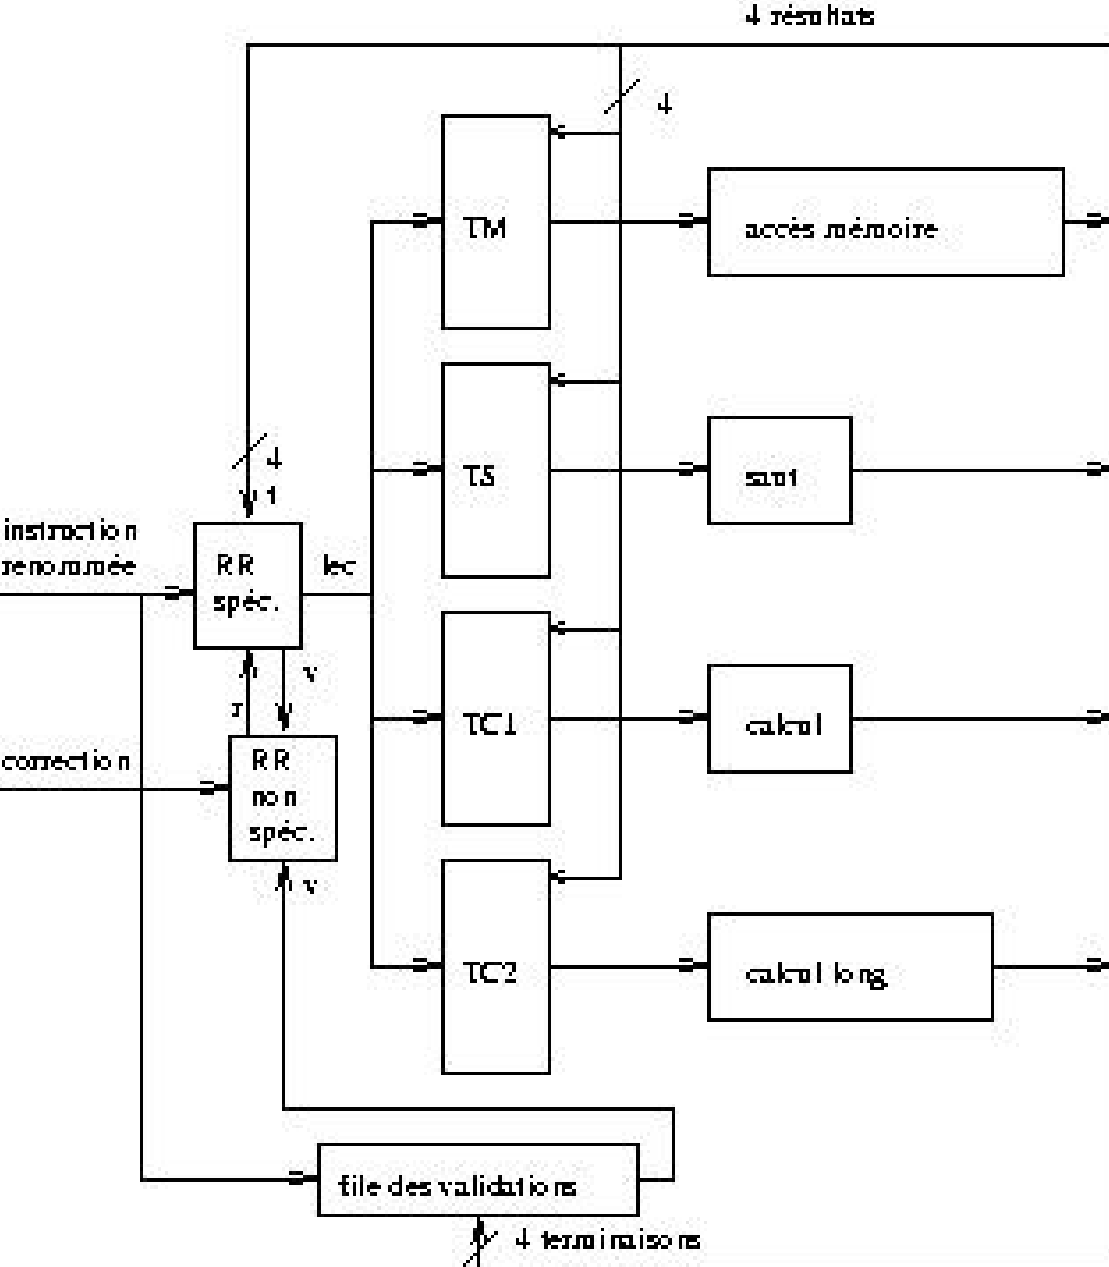 4 résultats
4
TM
accès mémoire
4
TS
saut
t
instruction
renommée
RR
spéc.
lec
v
r
TC1
calcul
correction
RR
non
spéc.
v
TC2
calcul long
file des validations
4 terminaisons